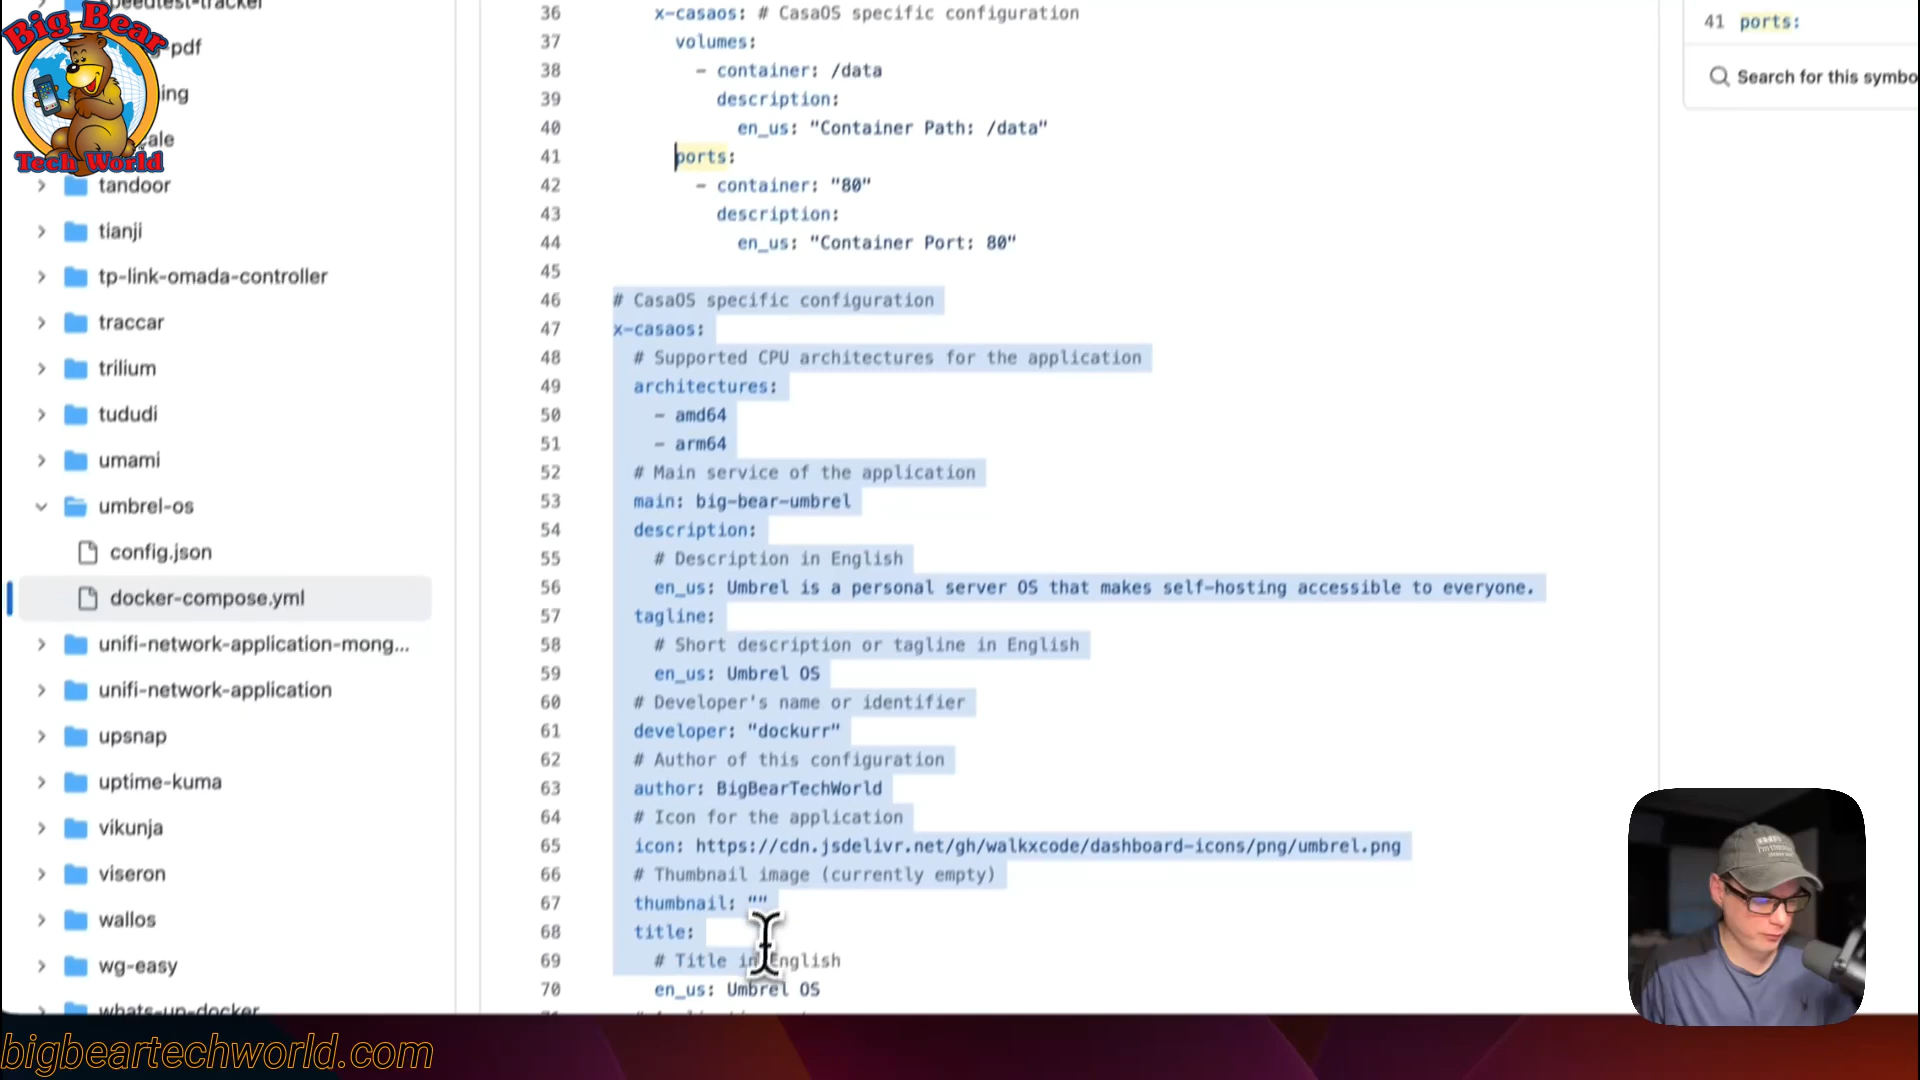 Big Bear
Tech World
-pdf
ing
ale
tandoor
tianji
tp-link-omada-controller
traccar
trilium
tududi
umami
umbrel-os
config.json
docker-compose.yml
unifi-network-application-mong...
unifi-network-application
upsnap
uptime-kuma
vikunja
viseron
wallos
wg-easy
whats-up-docker
36 x-casaos: # CasaOS specific configuration
37 volumes:
38 - container: /data
39 description:
40 en_us: "Container Path: /data"
41 ports:
42 - container: "80"
43 description:
44 en_us: "Container Port: 80"
45
46 # CasaOS specific configuration
47 x-casaos:
48 # Supported CPU architectures for the application
49 architectures:
50 - amd64
51 - arm64
52 # Main service of the application
53 main: big-bear-umbrel
54 description:
55 # Description in English
56 en_us: Umbrel is a personal server OS that makes self-hosting accessible to everyone.
57 tagline:
58 # Short description or tagline in English
59 en_us: Umbrel OS
60 # Developer's name or identifier
61 developer: "dockurr"
62 # Author of this configuration
63 author: BigBearTechWorld
64 # Icon for the application
65 icon: https://cdn.jsdelivr.net/gh/walkxcode/dashboard-icons/png/umbrel.png
66 # Thumbnail image (currently empty)
67 thumbnail: ""
68 title:
69 # Title in English
70 en_us: Umbrel OS
41 ports:
Search for this symbo
bigbeartechworld.com